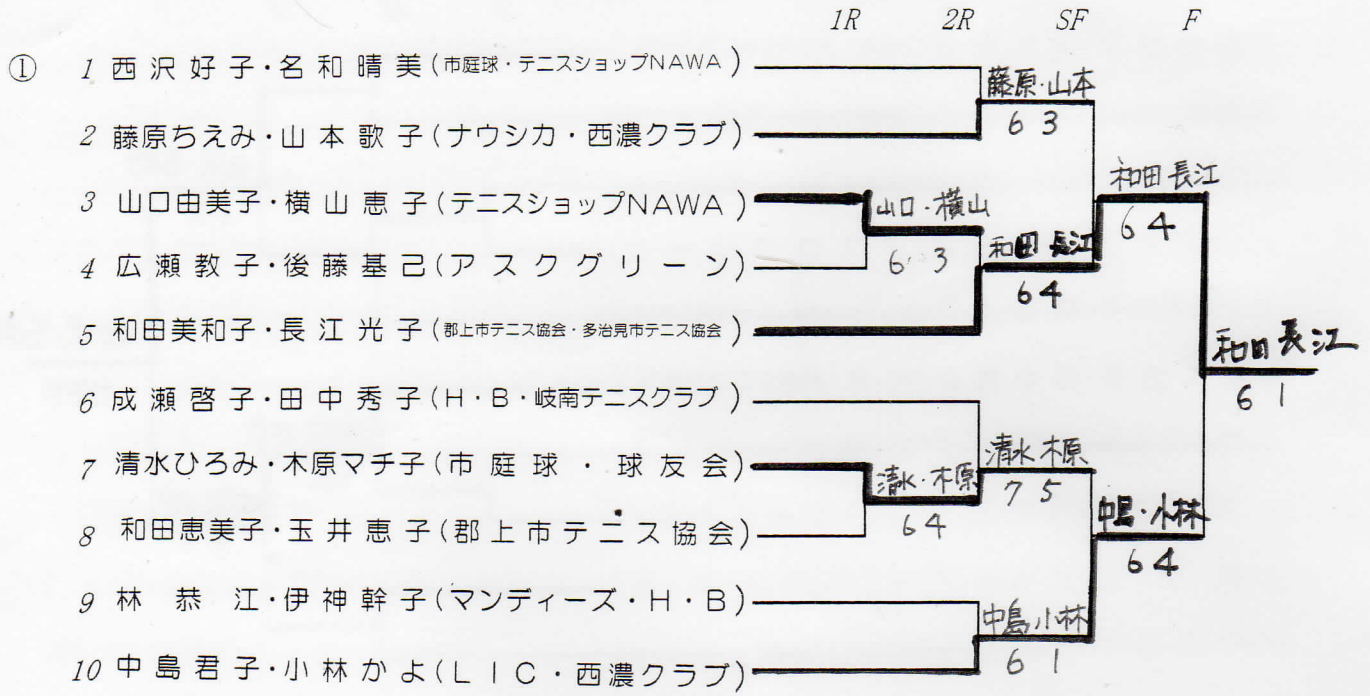 1R 2R SF F
① 1 西沢好子・名和晴美(市庭球・テニスショップNAWA)
藤原・山本
6 3
2 藤原ちえみ・山本歌子(ナウシカ・西濃クラブ)
和田 長江
6 4
3 山口由美子・横山恵子(テニスショップNAWA)
山口・横山
6 3
和田 長江
6 4
4 広瀬教子・後藤基己(アスクグリーン)
5 和田美和子・長江光子(郡上市テニス協会・多治見市テニス協会)
和田 長江
6 1
6 成瀬啓子・田中秀子(H・B・岐南テニスクラブ)
清水 木原
7 5
7 清水ひろみ・木原マチ子(市庭球・球友会)
清水・木原
6 4
中島・小林
6 4
8 和田恵美子・玉井恵子(郡上市テニス協会)
9 林恭江・伊神幹子(マンディーズ・H・B)
中島 小林
6 1
10 中島君子・小林かよ(LIC・西濃クラブ)